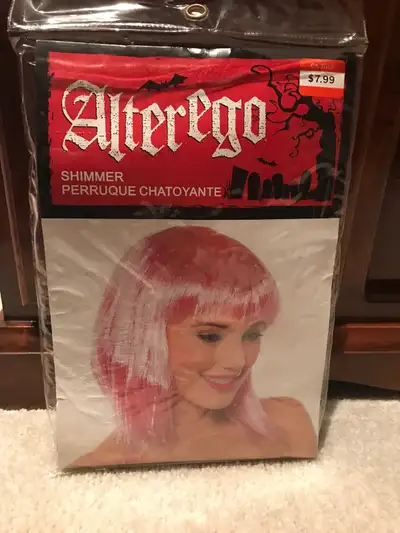 $7.99
Alterego
SHIMMER
PERRUQUE CHATOYANTE